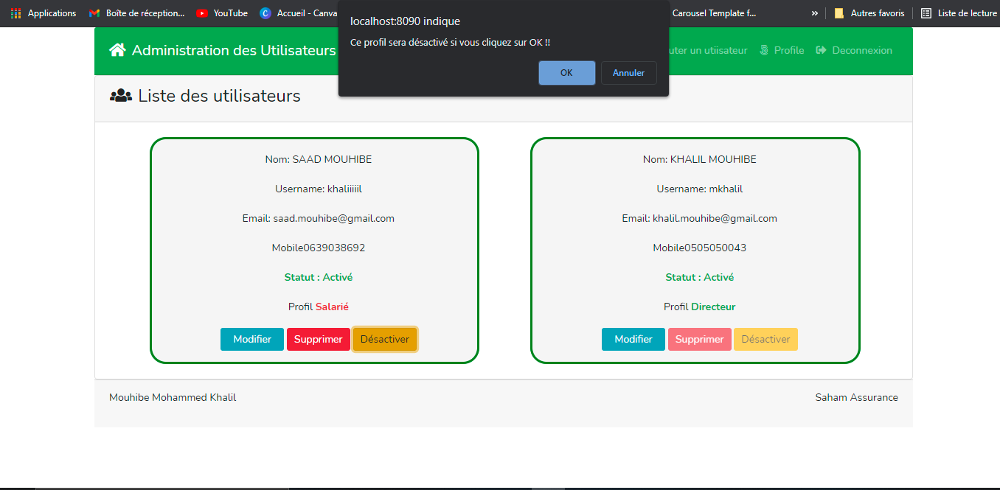 Applications
Boîte de réception...
YouTube
Accueil - Canva
Carousel Template f...
»
Autres favoris
Liste de lecture
localhost:8090 indique
Ce profil sera désactivé si vous cliquez sur OK !!
OK
Annuler
Administration des Utilisateurs
uter un utiisateur
Profile
Deconnexion
Liste des utilisateurs
Nom: SAAD MOUHIBE
Username: khaliiiiil
Email: saad.mouhibe@gmail.com
Mobile0639038692
Statut : Activé
Profil Salarié
Modifier
Supprimer
Désactiver
Nom: KHALIL MOUHIBE
Username: mkhalil
Email: khalil.mouhibe@gmail.com
Mobile0505050043
Statut : Activé
Profil Directeur
Modifier
Supprimer
Désactiver
Mouhibe Mohammed Khalil
Saham Assurance